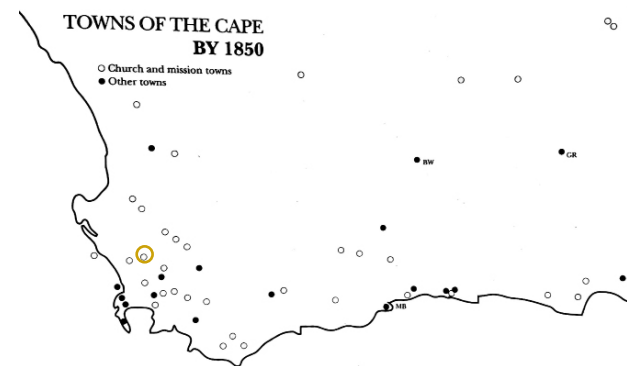 TOWNS OF THE CAPE
BY 1850
Church and mission towns
Other towns
BW
GR
MB